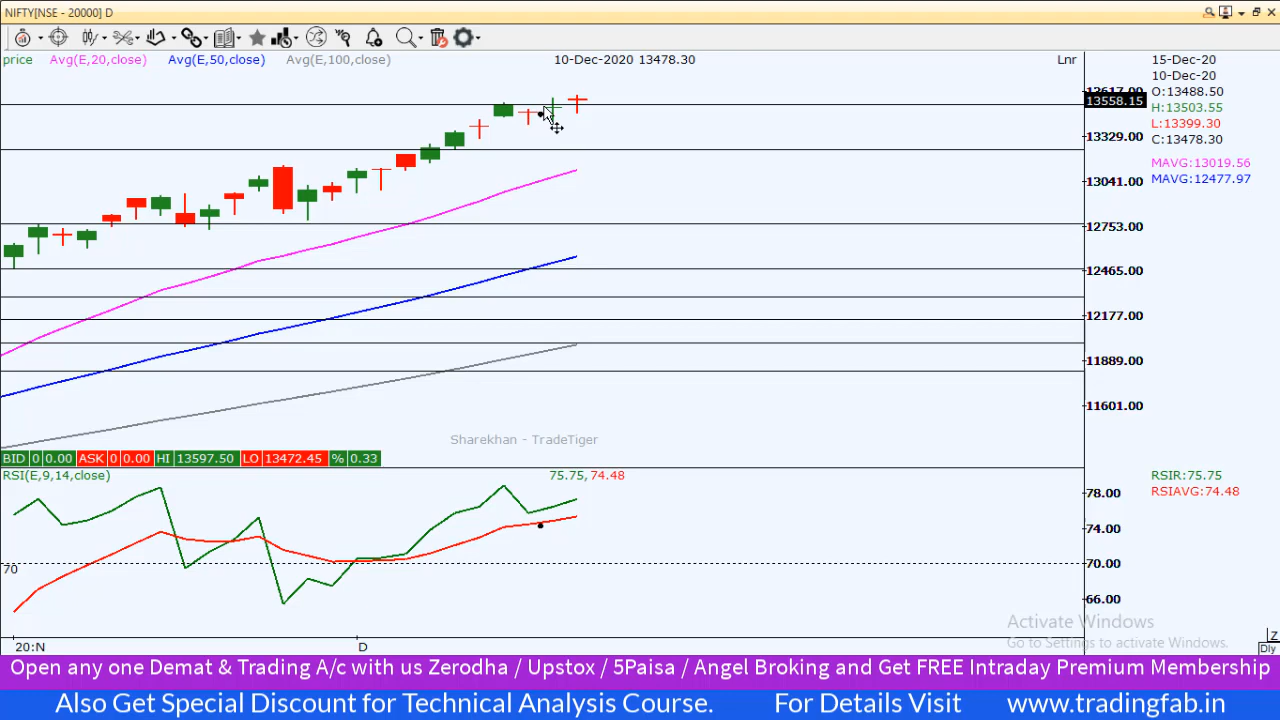 NIFTY[NSE - 20000] D
price Avg(E,20,close) Avg(E,50,close) Avg(E,100,close) 10-Dec-2020 13478.30 Lnr
15-Dec-20
10-Dec-20
O:13488.50
H:13503.55
L:13399.30
C:13478.30
MAVG:13019.56
MAVG:12477.97
13617.00
13558.15
13329.00
13041.00
12753.00
12465.00
12177.00
11889.00
11601.00
Sharekhan - TradeTiger
BID 0 0.00 ASK 0 0.00 HI 13597.50 LO 13472.45 % 0.33
RSI(E,9,14,close) 75.75, 74.48
RSIR:75.75
RSIAVG:74.48
78.00
74.00
70.00
66.00
70
Activate Windows
Go to Settings to activate Windows.
20:N D
Z
Dly
Open any one Demat & Trading A/c with us Zerodha / Upstox / 5Paisa / Angel Broking and Get FREE Intraday Premium Membership
Also Get Special Discount for Technical Analysis Course. For Details Visit www.tradingfab.in